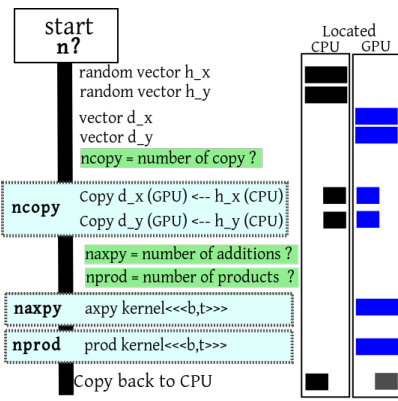 start
n?
Located
CPU GPU
random vector h_x
random vector h_y
vector d_x
vector d_y
ncopy = number of copy ?
ncopy
Copy d_x (GPU) <-- h_x (CPU)
Copy d_y (GPU) <-- h_y (CPU)
naxpy = number of additions ?
nprod = number of products ?
naxpy axpy kernel<<<b,t>>>
nprod prod kernel<<<b,t>>>
Copy back to CPU